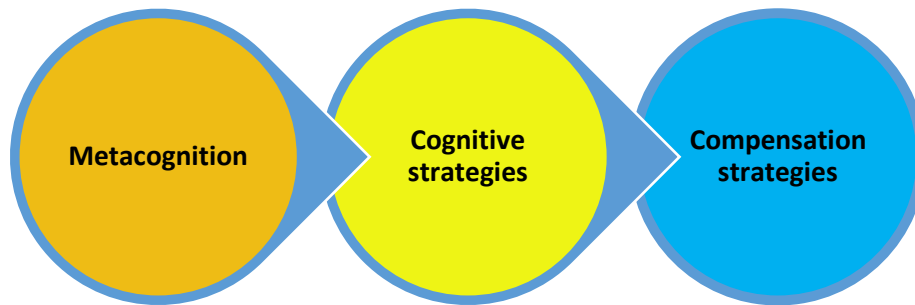 Metacognition
Cognitive
strategies
Compensation
strategies